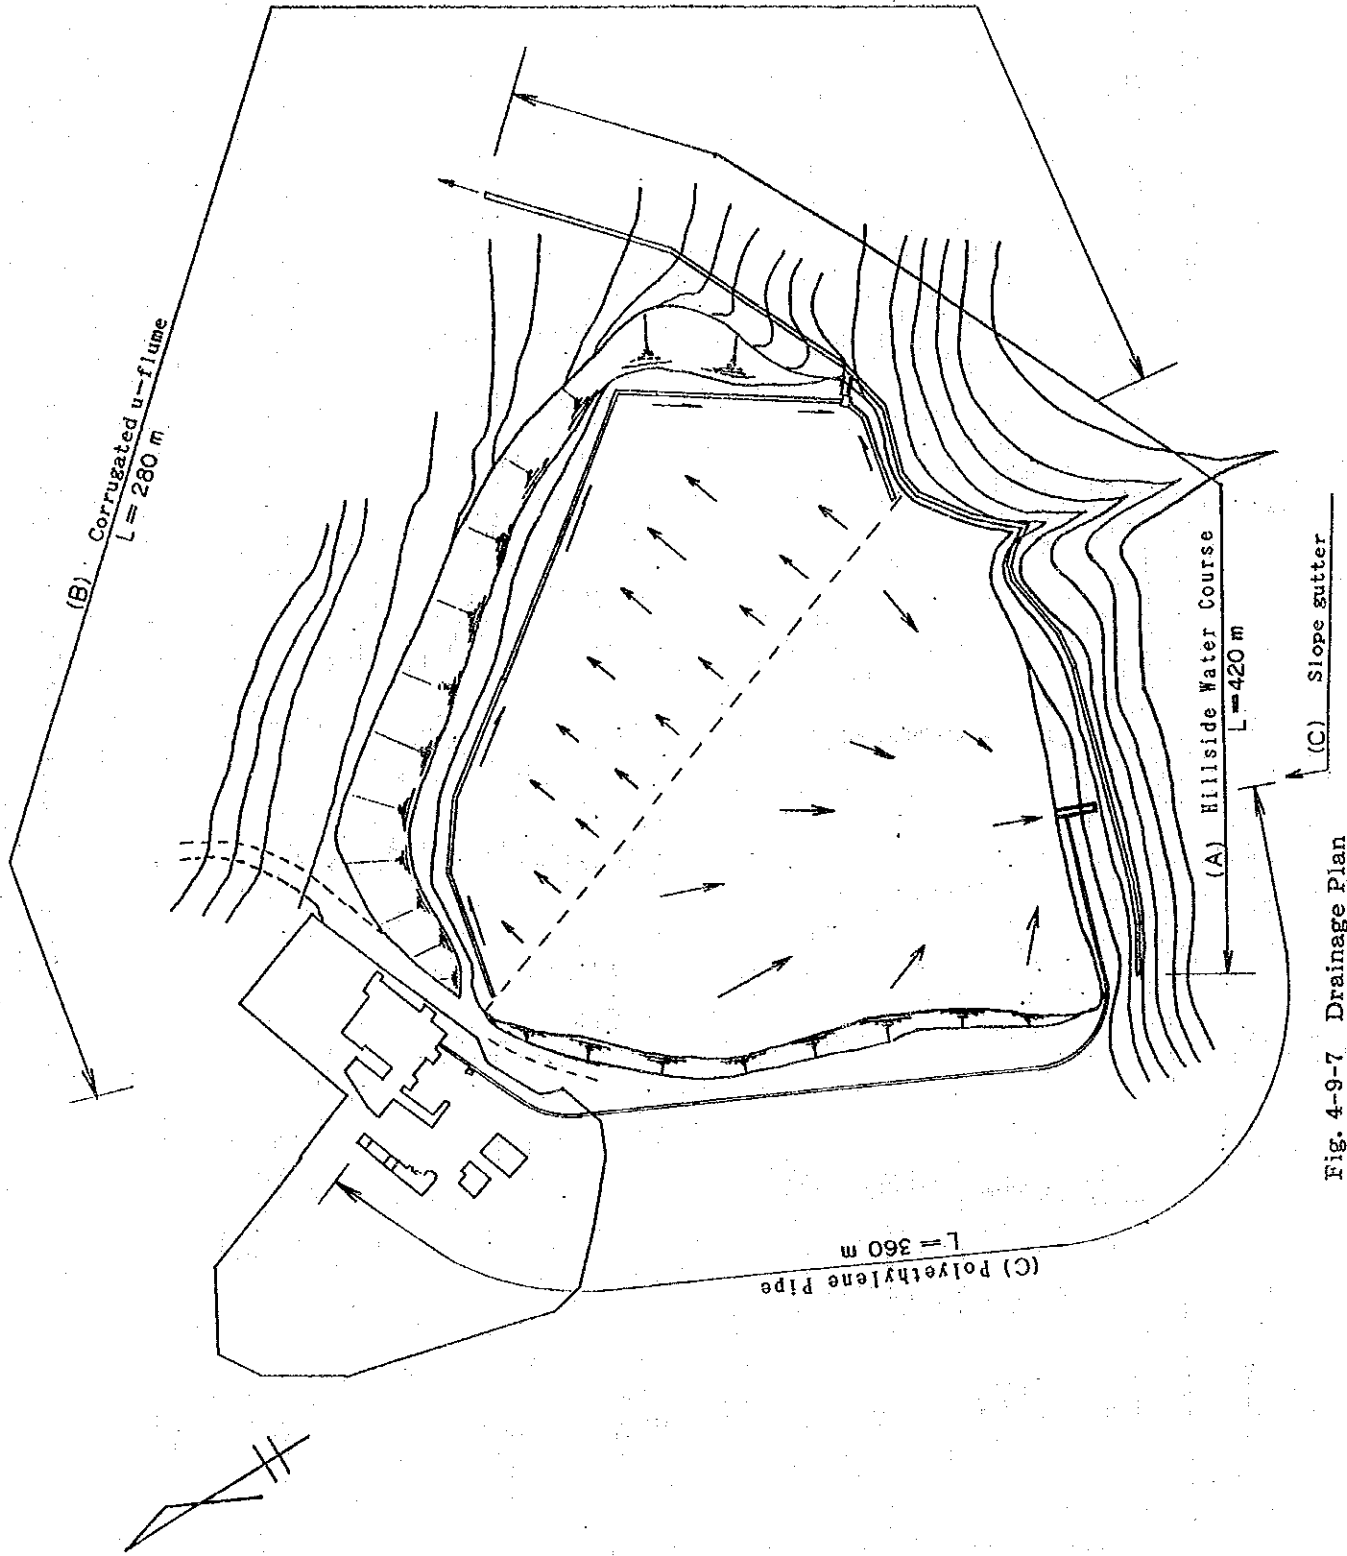 (B) Corrugated u-flume
L = 280 m
(A) Hillside Water Course
L = 420 m
(C) Slope gutter
(C) Polyethylene Pipe
L = 360 m
Fig. 4-9-7 Drainage Plan